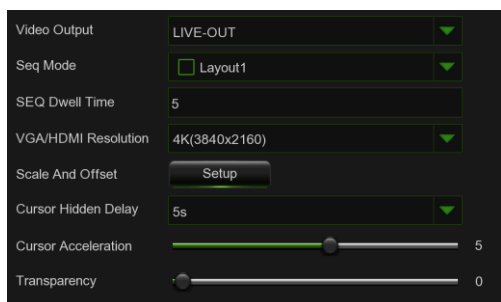 Video Output LIVE-OUT
Seq Mode Layout1
SEQ Dwell Time 5
VGA/HDMI Resolution 4K(3840x2160)
Scale And Offset Setup
Cursor Hidden Delay 5s
Cursor Acceleration 5
Transparency 0